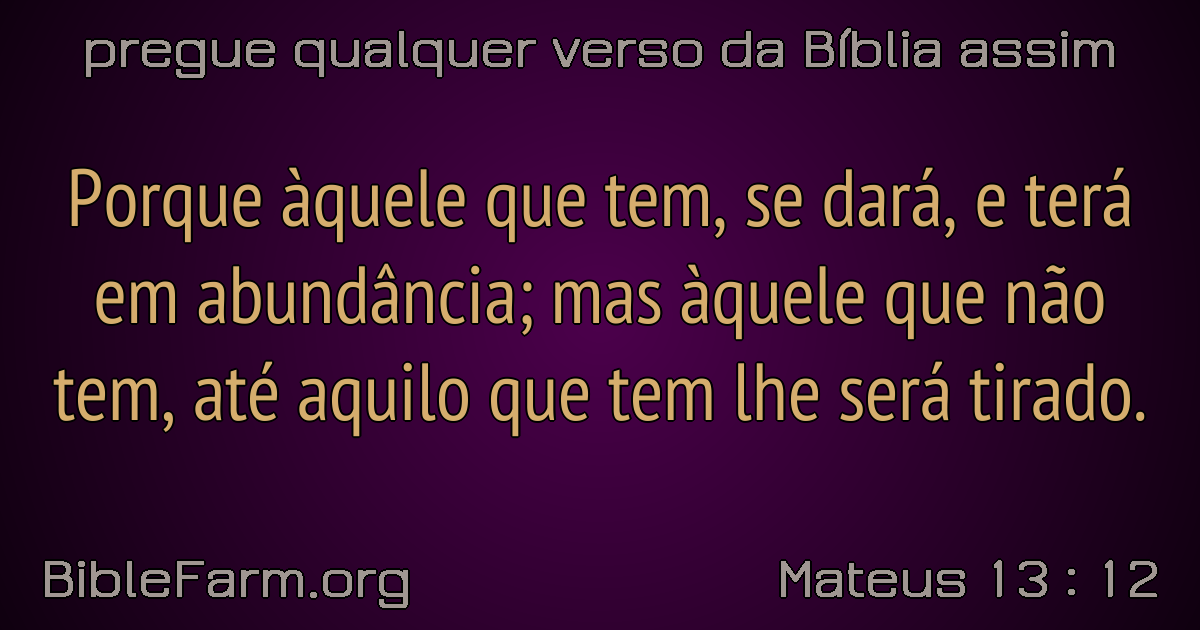 pregue qualquer verso da Bíblia assim
Porque àquele que tem, se dará, e terá
em abundância; mas àquele que não
tem, até aquilo que tem lhe será tirado.
BibleFarm.org
Mateus 13 : 12